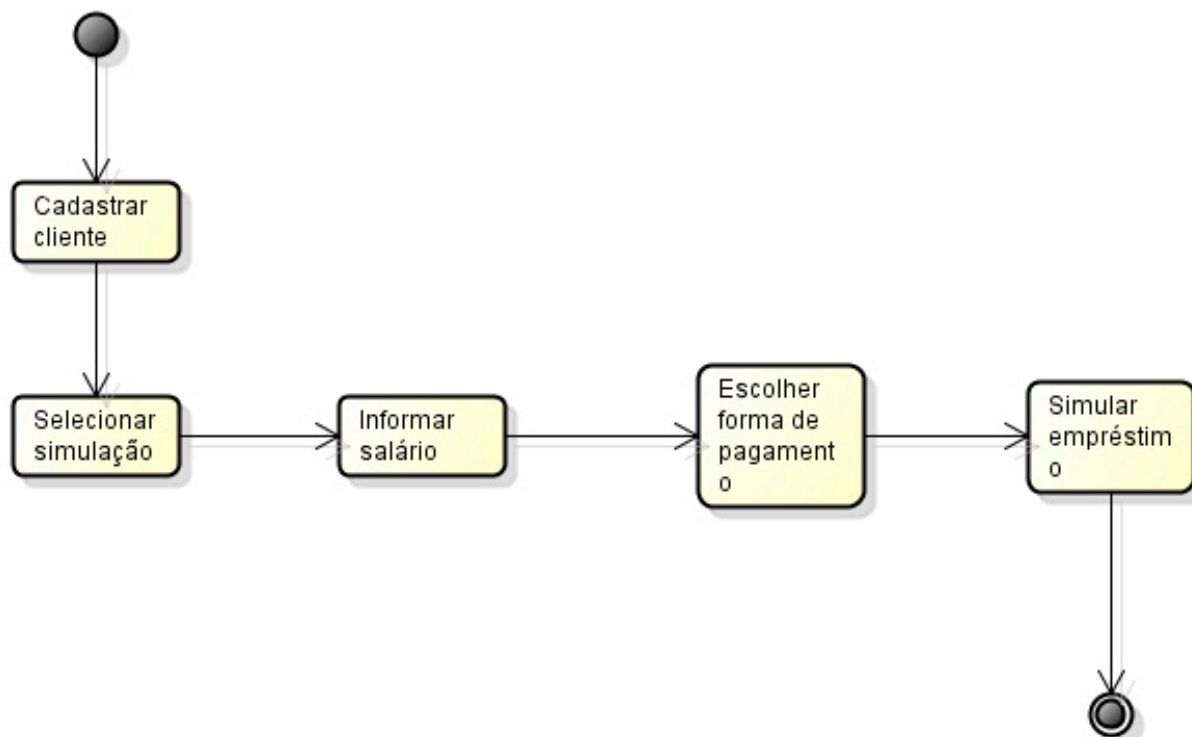 Cadastrar
cliente
Selecionar
simulação
Informar
salário
Escolher
forma de
pagament
o
Simular
empréstim
o